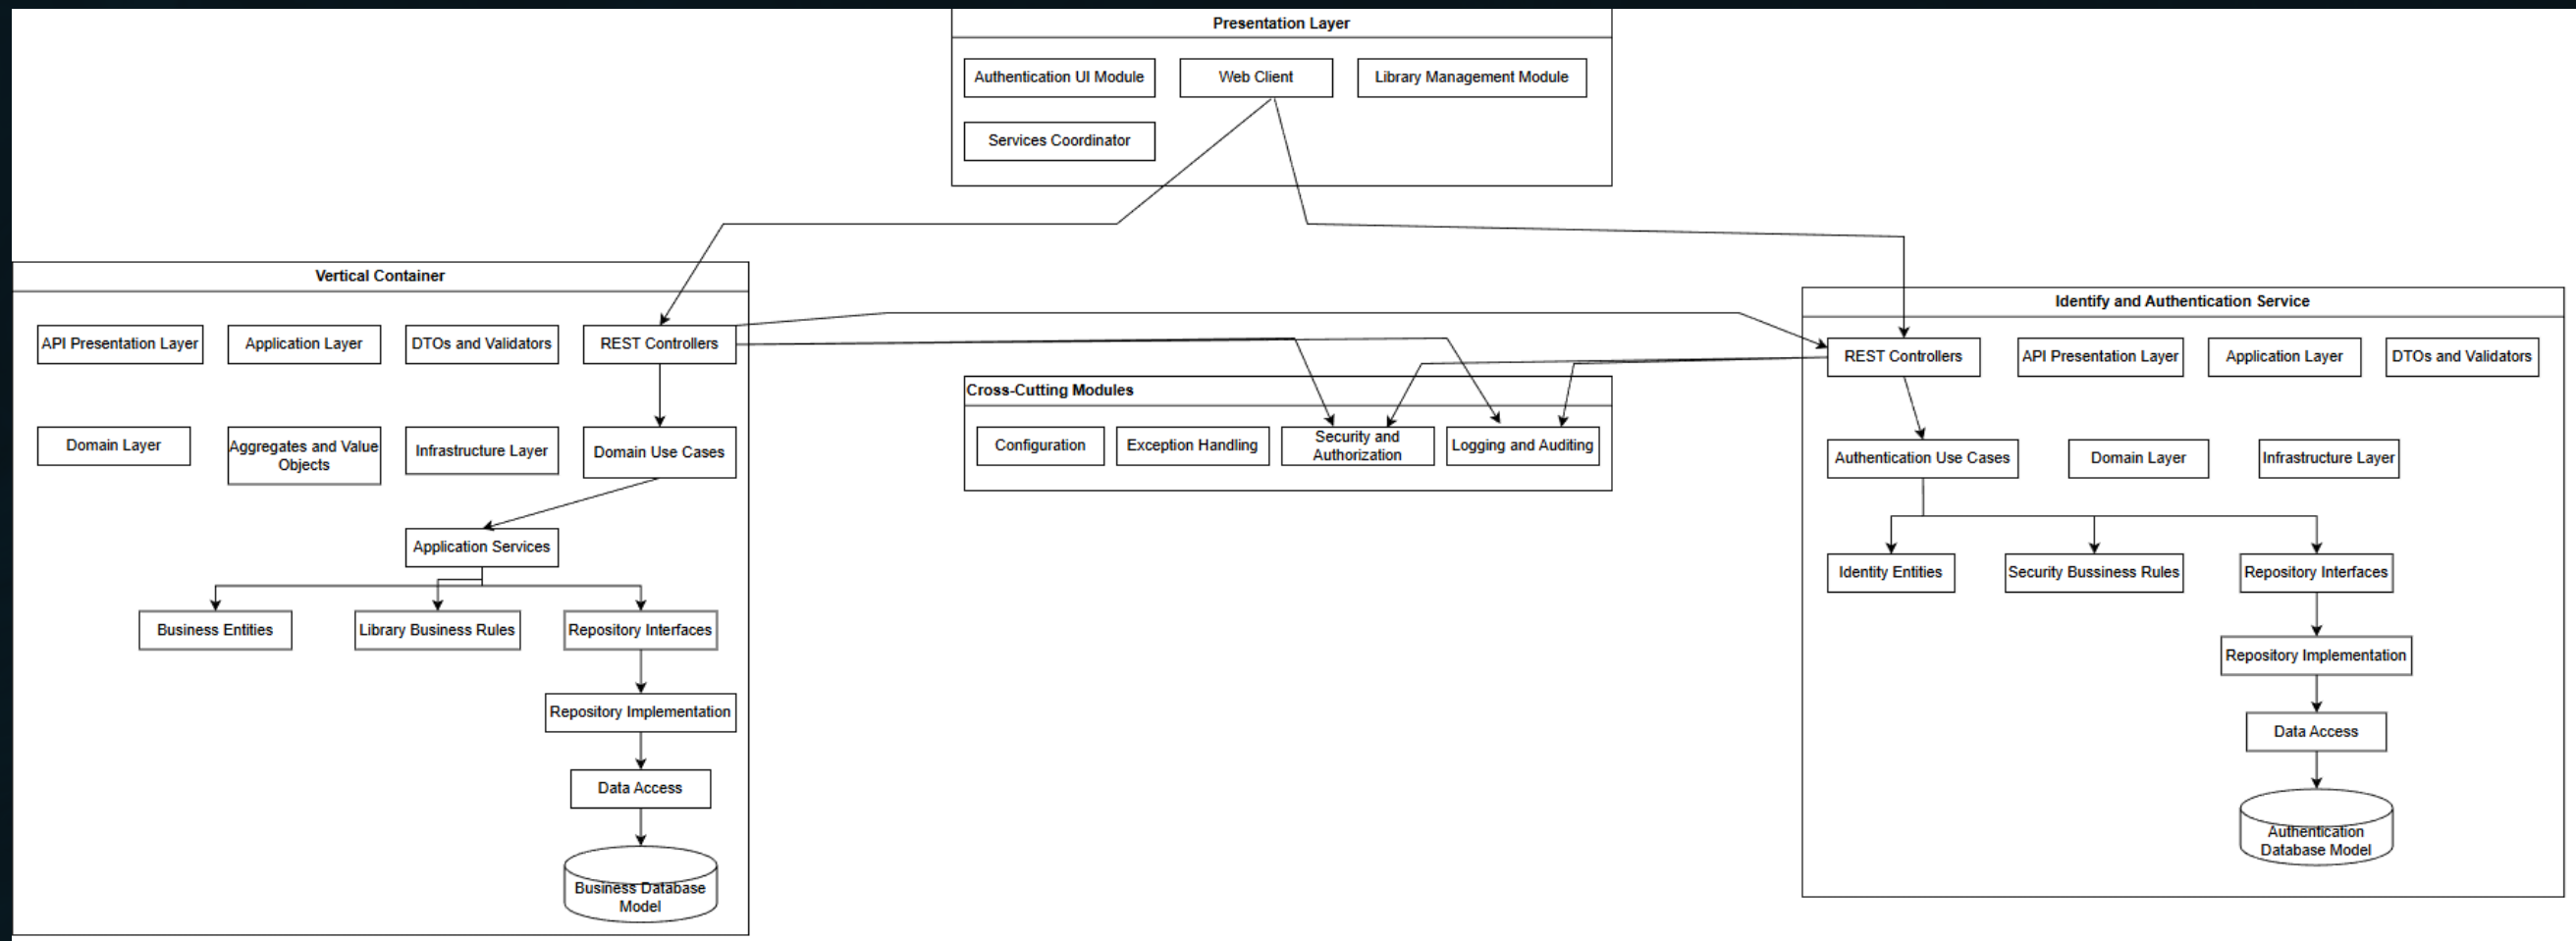 Presentation Layer
Authentication UI Module
Web Client
Library Management Module
Services Coordinator
Vertical Container
API Presentation Layer
Application Layer
DTOs and Validators
REST Controllers
Domain Layer
Aggregates and Value
Objects
Infrastructure Layer
Domain Use Cases
Application Services
Business Entities
Library Business Rules
Repository Interfaces
Repository Implementation
Data Access
Business Database
Model
Cross-Cutting Modules
Configuration
Exception Handling
Security and
Authorization
Logging and Auditing
Identify and Authentication Service
REST Controllers
API Presentation Layer
Application Layer
DTOs and Validators
Authentication Use Cases
Domain Layer
Infrastructure Layer
Identity Entities
Security Bussiness Rules
Repository Interfaces
Repository Implementation
Data Access
Authentication
Database Model